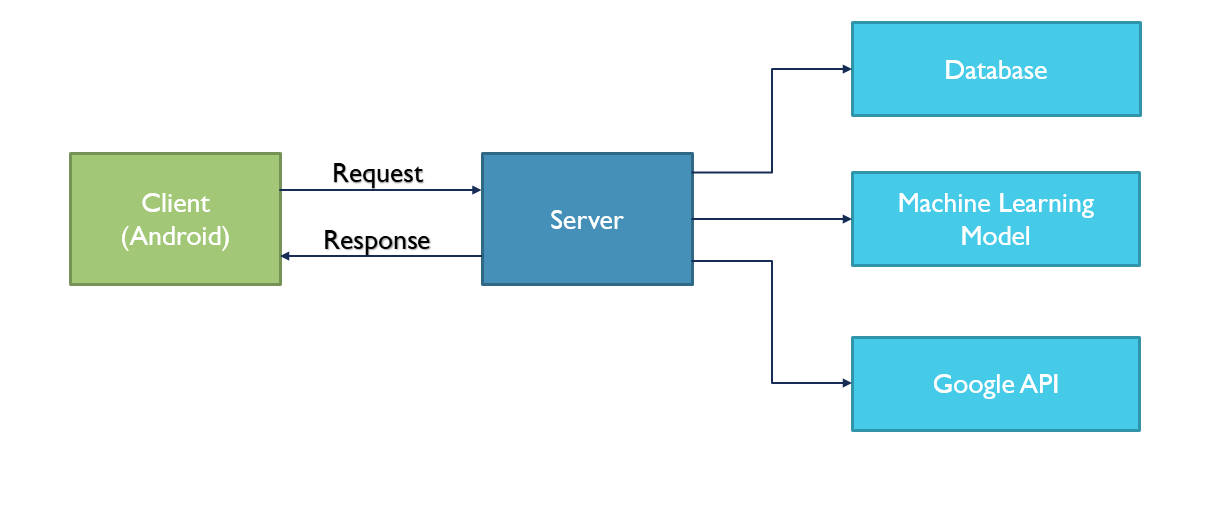 Client
(Android)
Request
Response
Server
Database
Machine Learning
Model
Google API